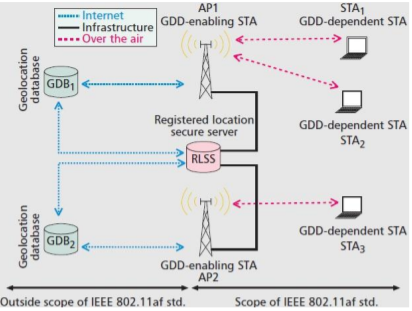 Internet
Infrastructure
Over the air
AP1
GDD-enabling STA
STA1
GDD-dependent STA
Geolocation
database
GDB1
GDD-dependent STA
STA2
Registered location
secure server
RLSS
Geolocation
database
GDB2
GDD-dependent STA
STA3
GDD-enabling STA
AP2
Outside scope of IEEE 802.11af std.
Scope of IEEE 802.11af std.